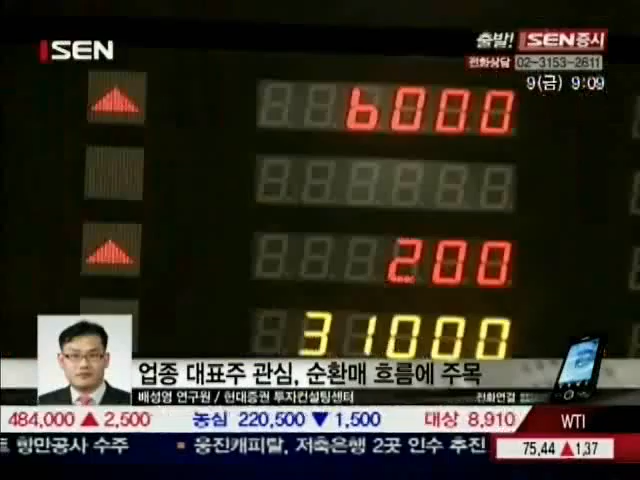 SEN
출발! SEN증시
전화상담 02-3153-2611
9(금) 9:09
6000
200
31000
업종 대표주 관심, 순환매 흐름에 주목
배성영 연구원 / 현대증권 투자컨설팅센터
전화연결
484,000 ▲ 2,500 농심 220,500 ▼ 1,500 대상 8,910
WTI
항만공사 수주 ▪ 웅진캐피탈, 저축은행 2곳 인수 추진
75,44 ▲ 1,37